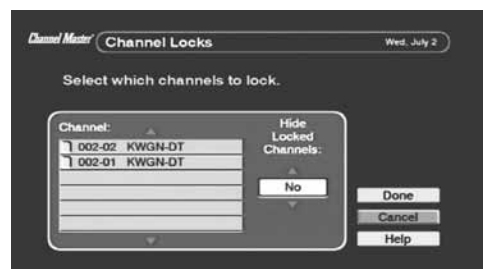 Channel Master Channel Locks Wed, July 2
Select which channels to lock.
Channel:
002-02 KWGN-DT
002-01 KWGN-DT
Hide
Locked
Channels:
No
Done
Cancel
Help